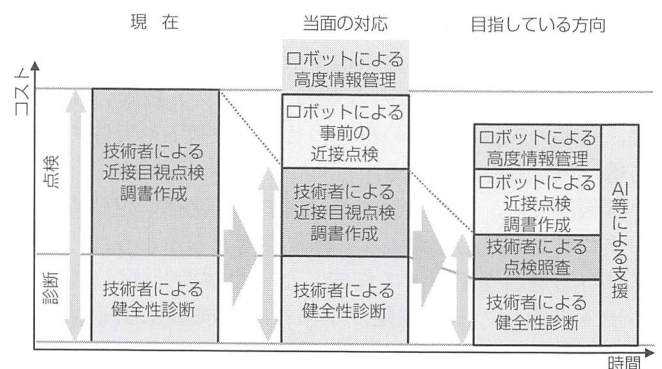 現 在
当面の対応
目指している方向
コスト
点検
診断
技術者による
近接目視点検
調書作成
技術者による
健全性診断
ロボットによる
高度情報管理
ロボットによる
事前の
近接点検
技術者による
近接目視点検
調書作成
技術者による
健全性診断
ロボットによる
高度情報管理
ロボットによる
近接点検
調書作成
技術者による
点検照査
技術者による
健全性診断
AI等による支援
時間